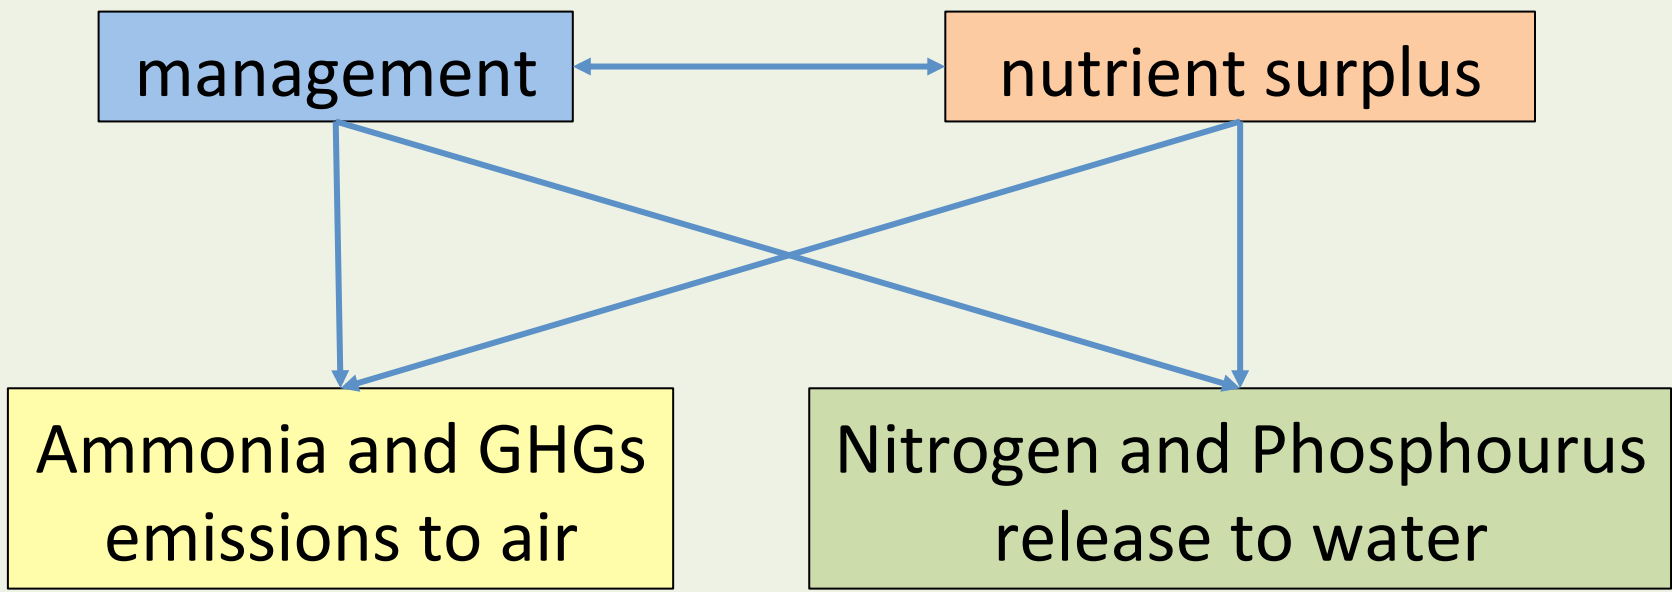 management
nutrient surplus
Ammonia and GHGs
emissions to air
Nitrogen and Phosphourus
release to water